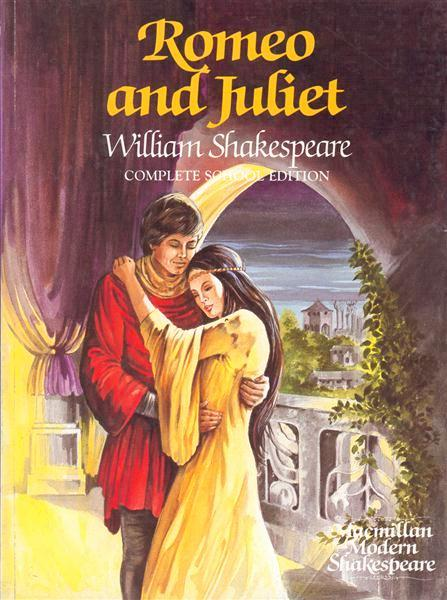 Romeo
and Juliet
William Shakespeare
COMPLETE SCHOOL EDITION
Macmillan
Modern
Shakespeare